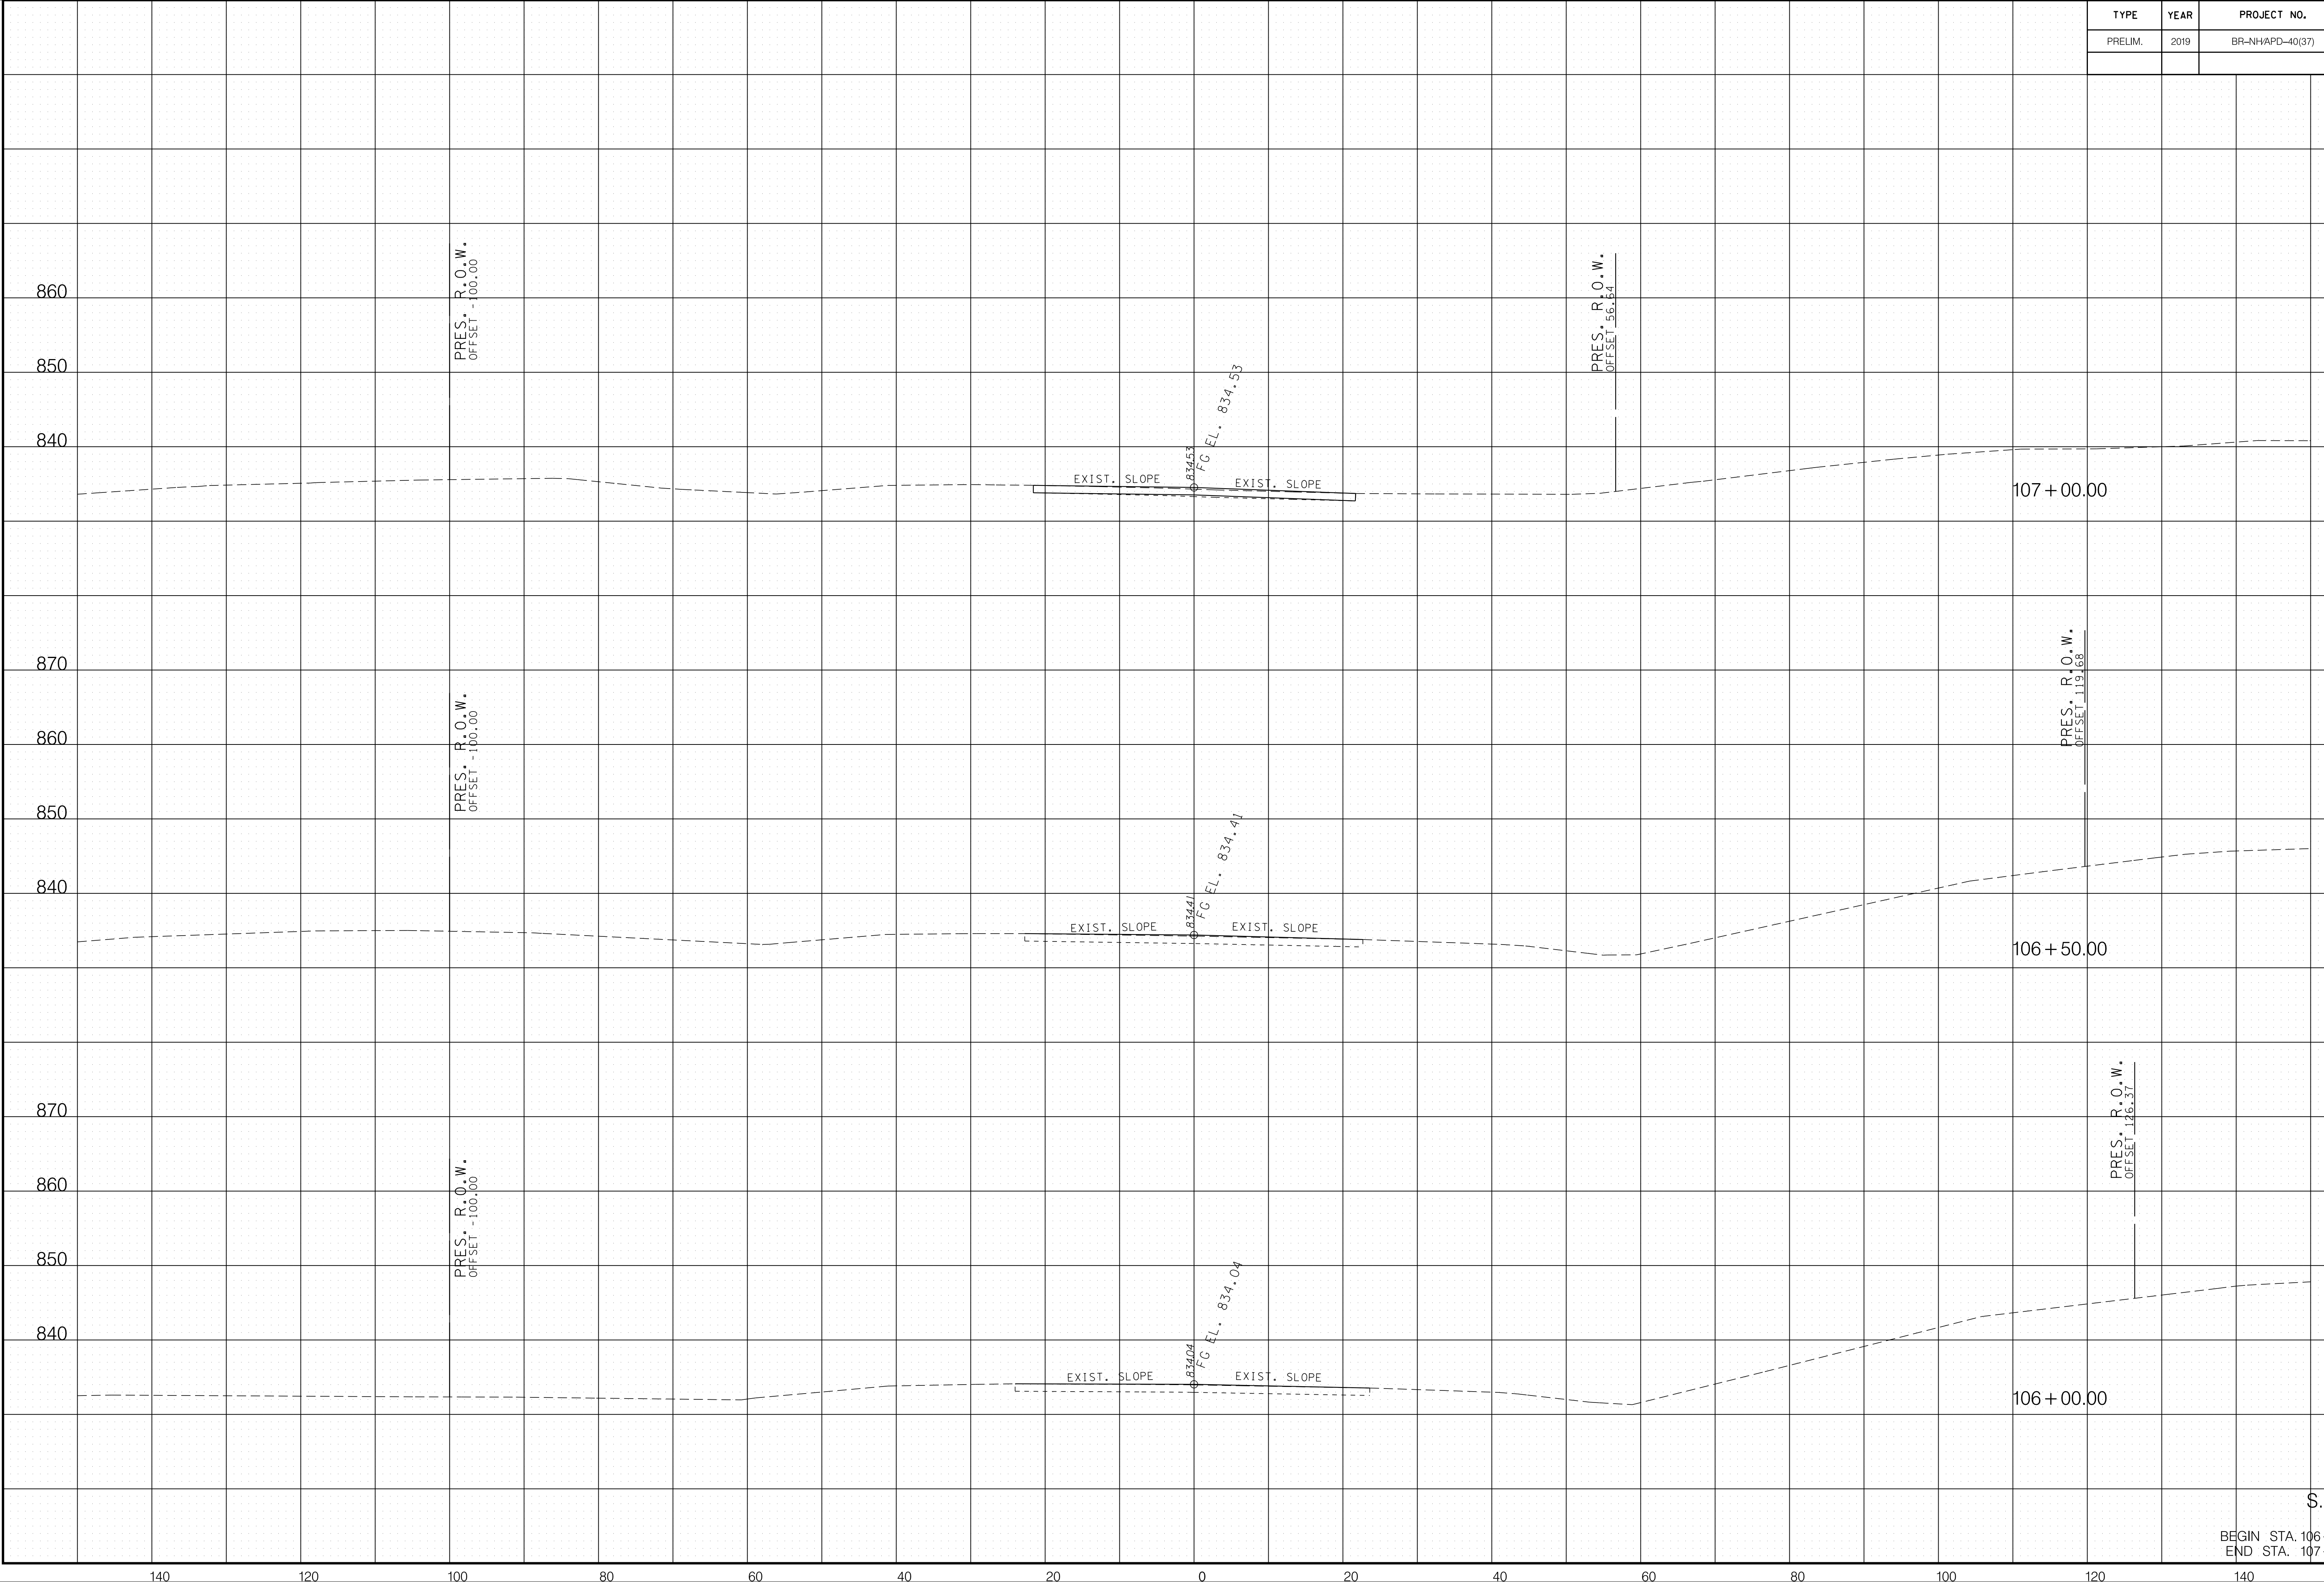 TYPE YEAR PROJECT NO.
PRELIM. 2019 BR-NH/APD-40(37)
PRES. R.O.W.
OFFSET -100.00
PRES. R.O.W.
OFFSET 56.64
860
850
840
834.53
FG EL. 834.53
EXIST. SLOPE
EXIST. SLOPE
107+00.00
870
860
850
840
PRES. R.O.W.
OFFSET -100.00
PRES. R.O.W.
OFFSET 119.68
834.41
FG EL. 834.41
EXIST. SLOPE
EXIST. SLOPE
106+50.00
870
860
850
840
PRES. R.O.W.
OFFSET -100.00
PRES. R.O.W.
OFFSET 126.37
834.04
FG EL. 834.04
EXIST. SLOPE
EXIST. SLOPE
106+00.00
S.
BEGIN STA. 106
END STA. 107
140 120 100 80 60 40 20 0 20 40 60 80 100 120 140